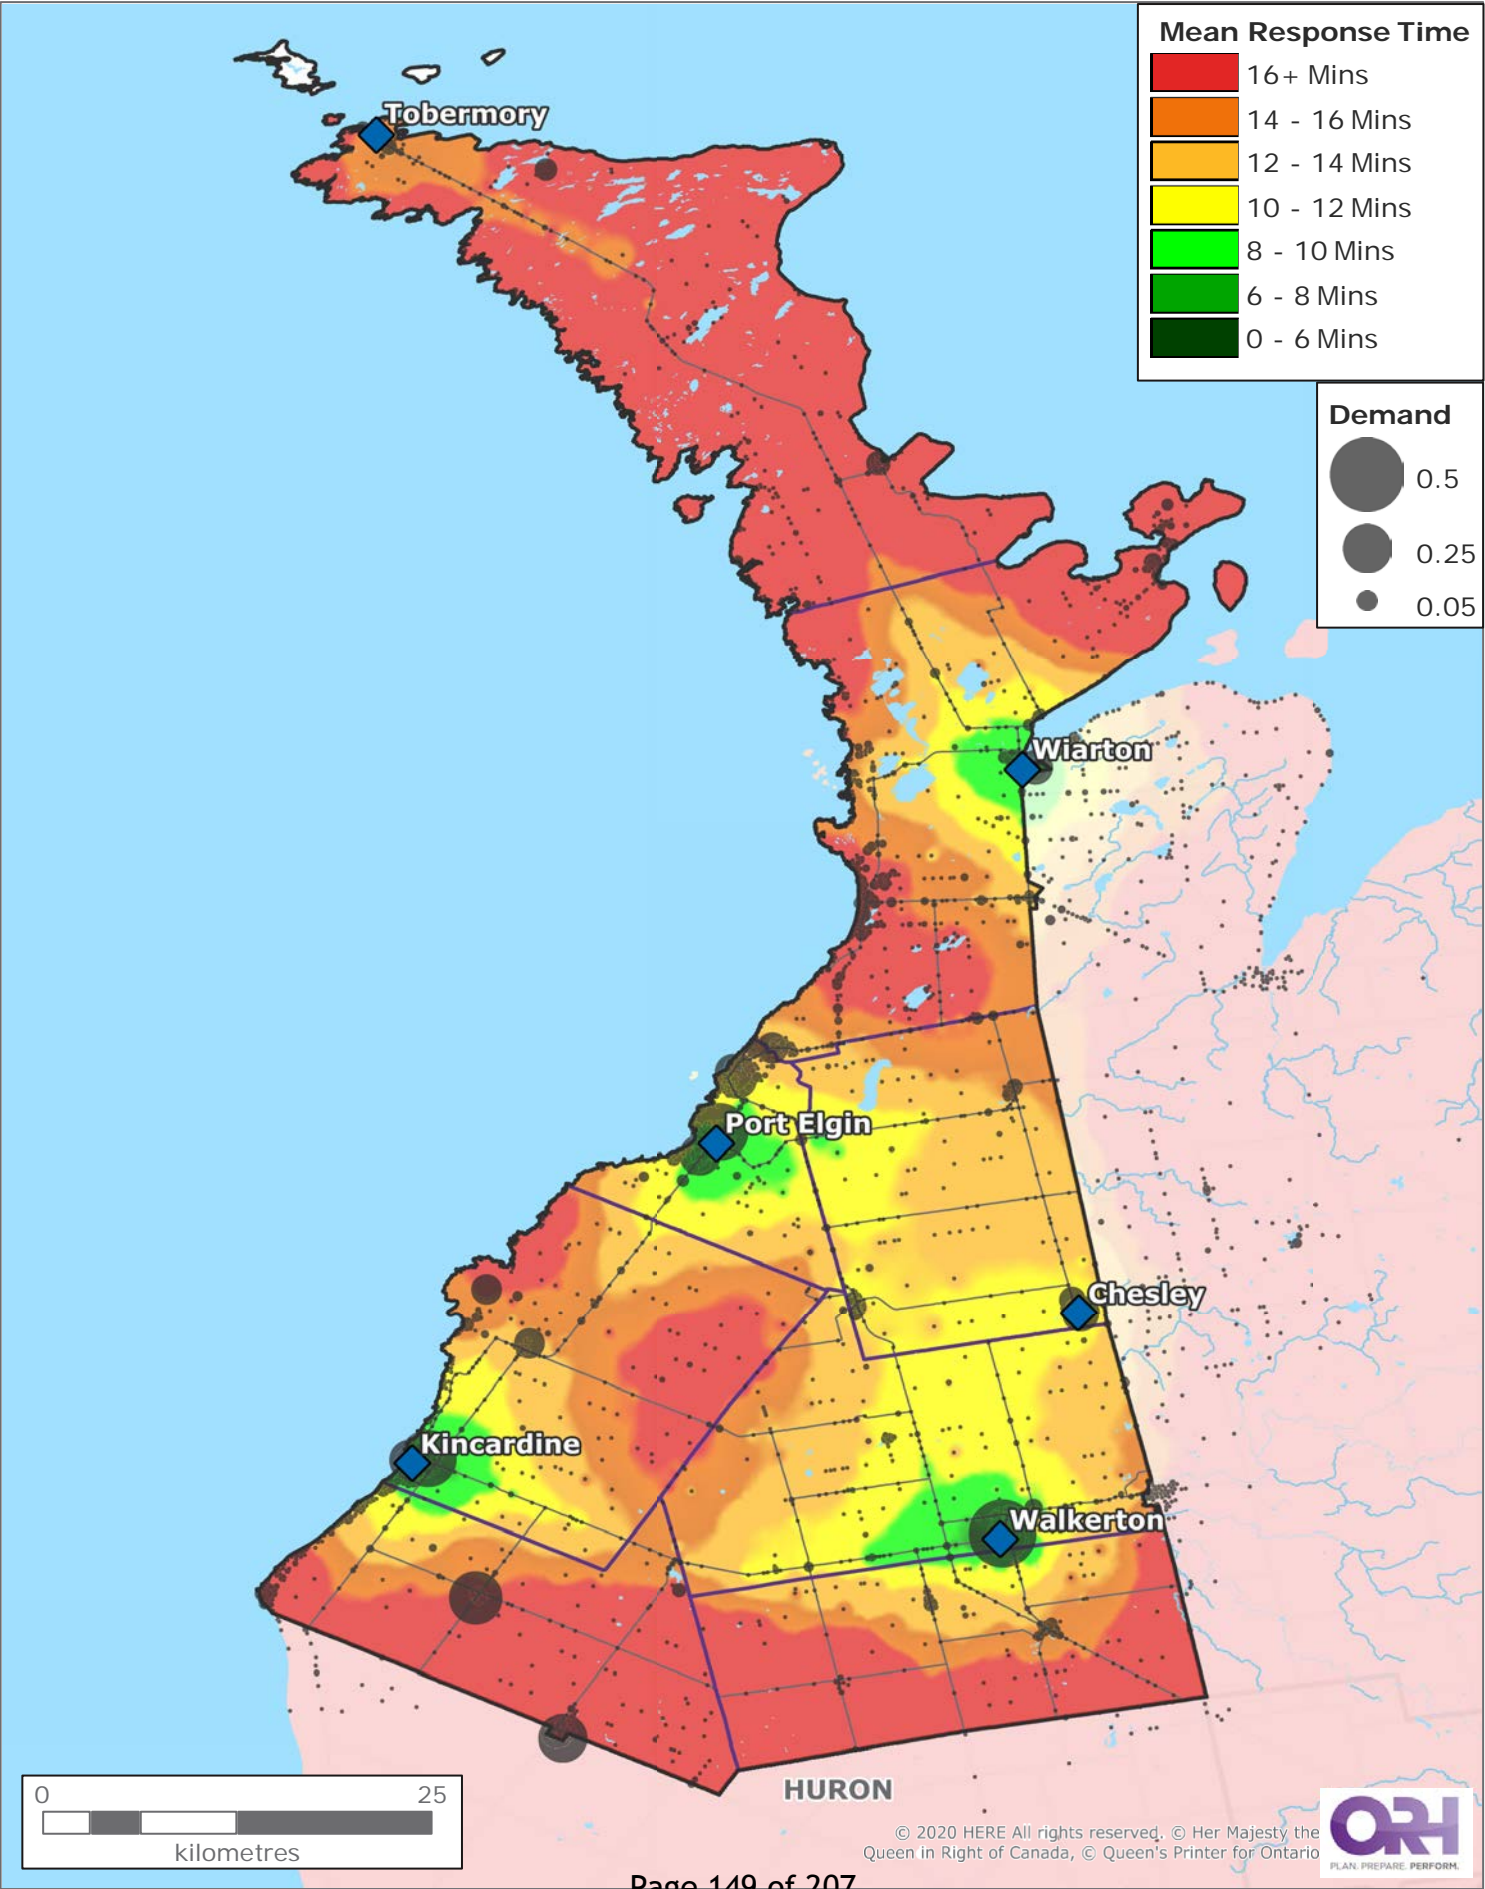 Mean Response Time
16+ Mins
14 - 16 Mins
12 - 14 Mins
10 - 12 Mins
8 - 10 Mins
6 - 8 Mins
0 - 6 Mins
Demand
0.5
0.25
0.05
Tobermory
Wiarton
Port Elgin
Chesley
Kincardine
Walkerton
HURON
0 25
kilometres
© 2020 HERE All rights reserved. © Her Majesty the
Queen in Right of Canada, © Queen's Printer for Ontario
ORH
PLAN. PREPARE. PERFORM.
Page 149 of 207